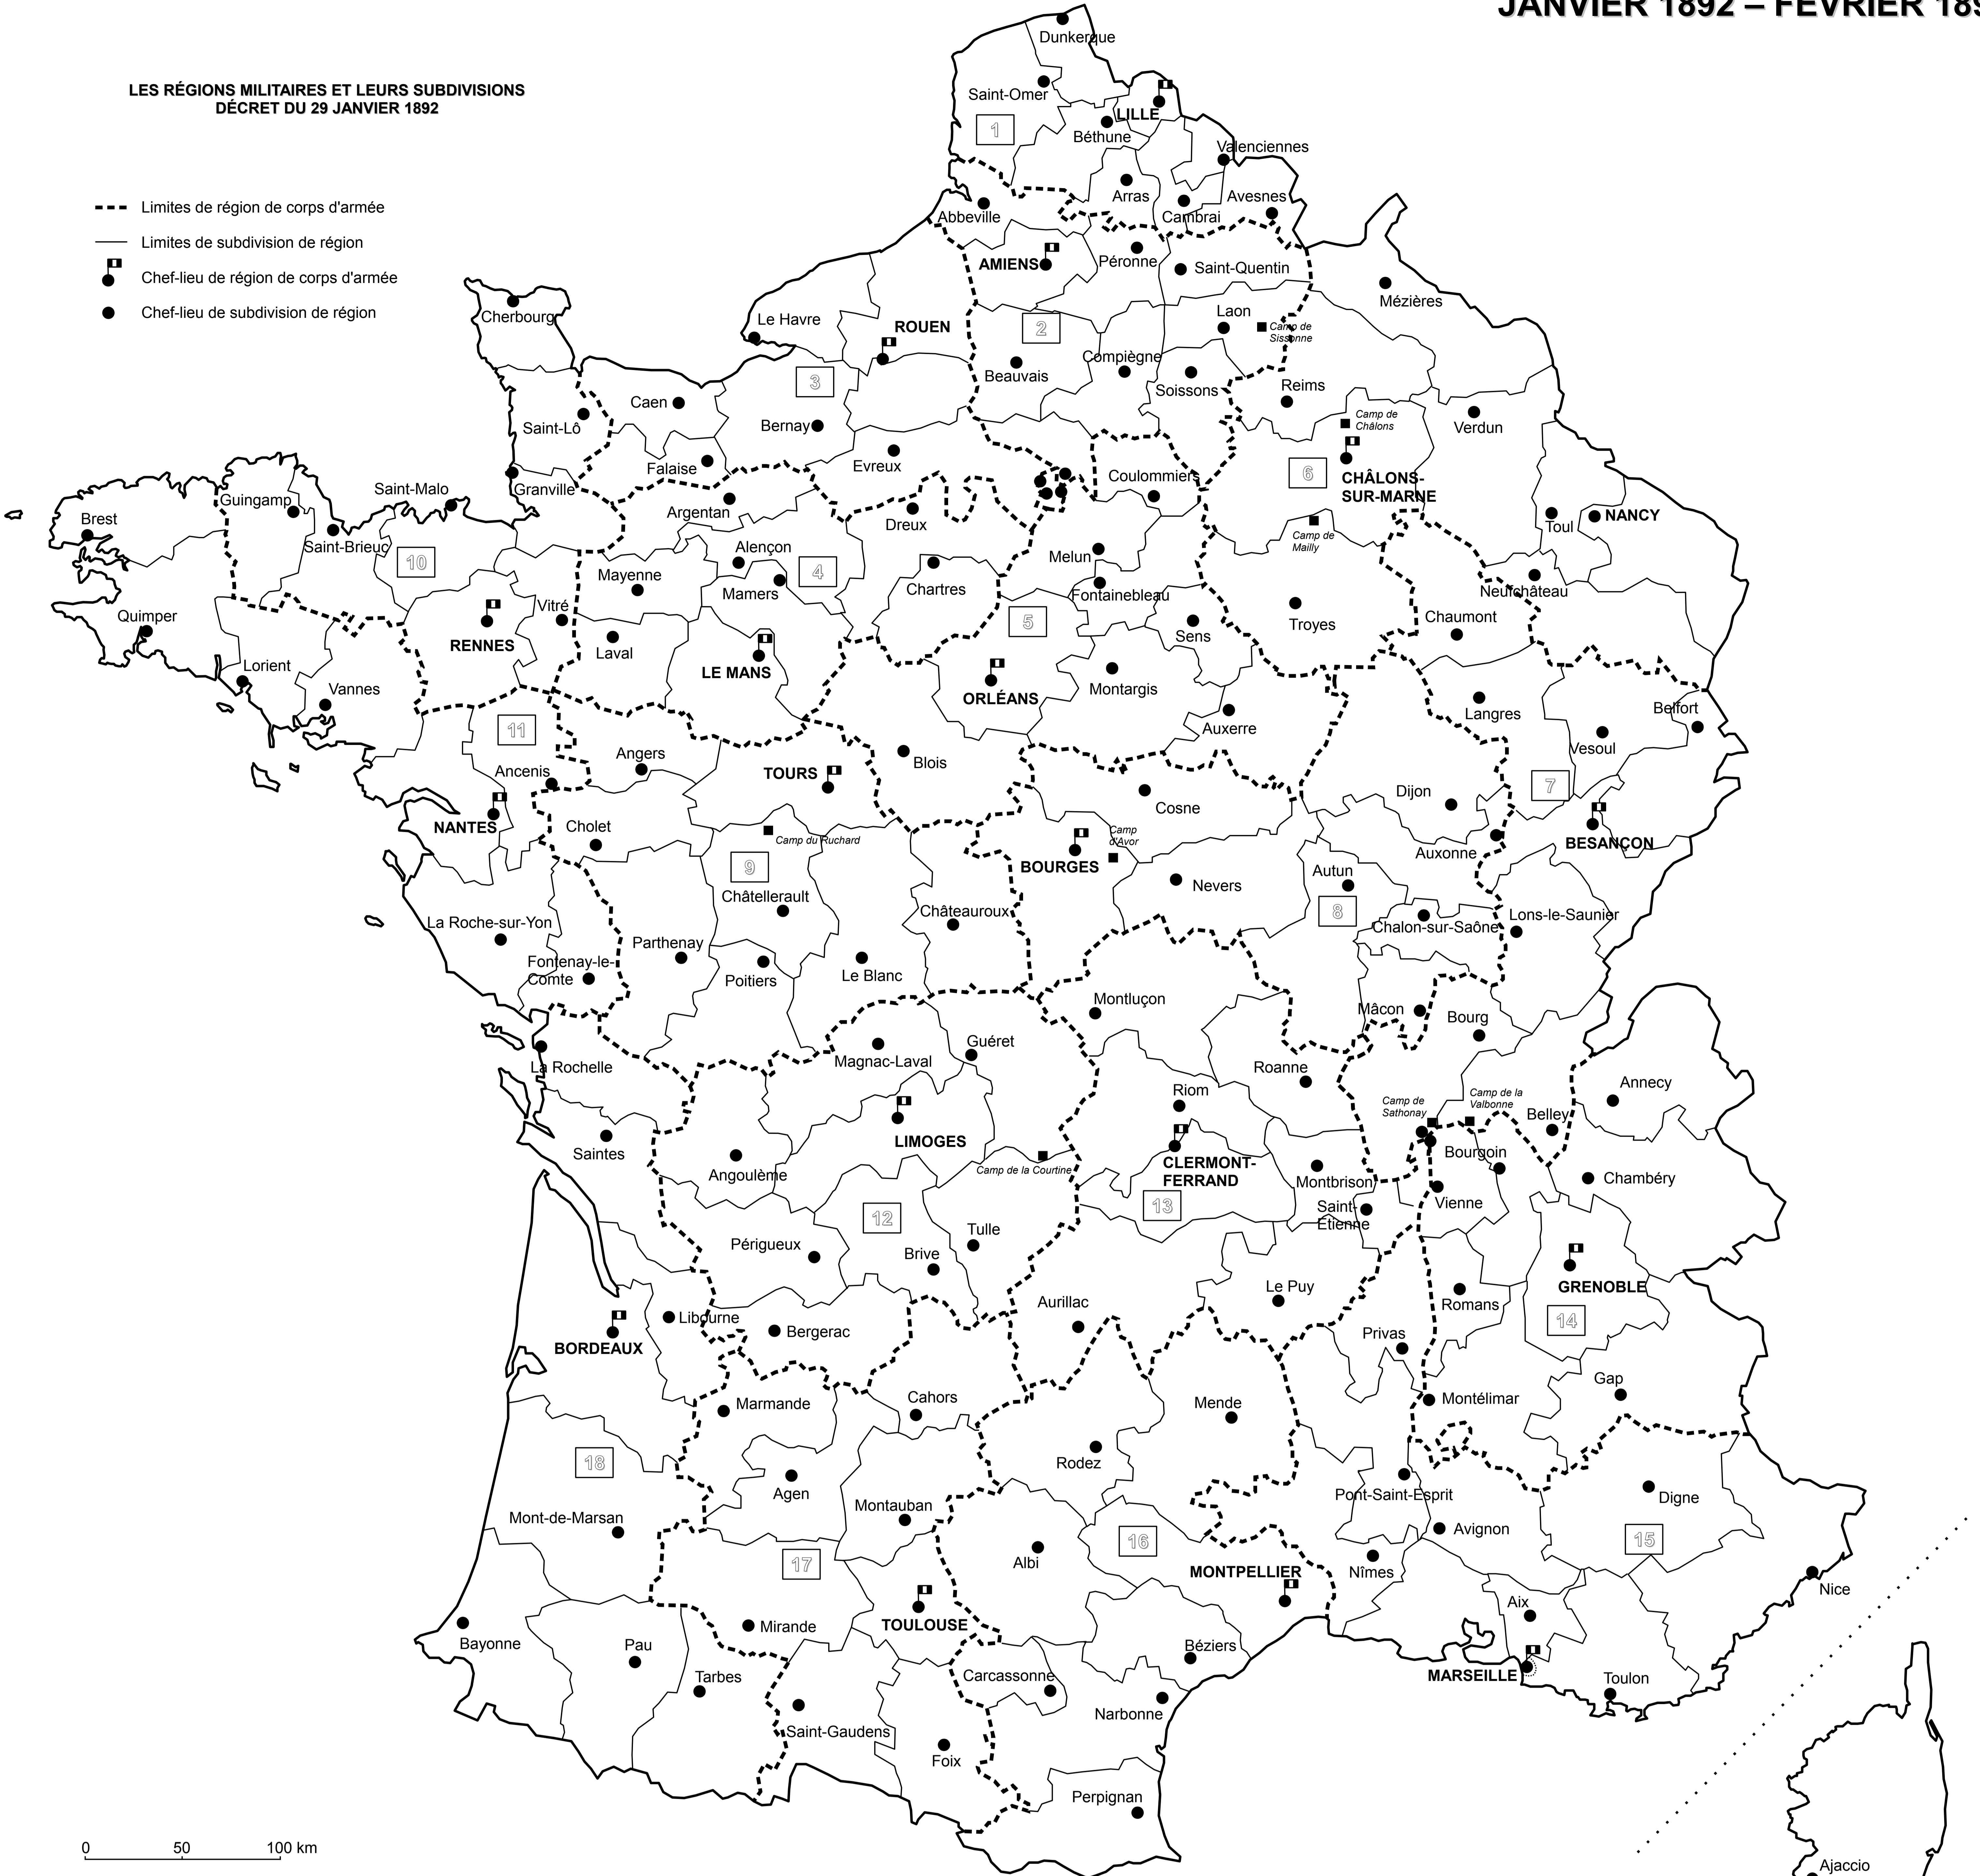 JANVIER 1892 – FÉVRIER 189
LES RÉGIONS MILITAIRES ET LEURS SUBDIVISIONS
DÉCRET DU 29 JANVIER 1892
Limites de région de corps d'armée
Limites de subdivision de région
Chef-lieu de région de corps d'armée
Chef-lieu de subdivision de région
Dunkerque
Saint-Omer
LILLE
1
Béthune
Valenciennes
Arras
Avesnes
Abbeville
Cambrai
AMIENS
Péronne
Saint-Quentin
Mézières
Cherbourg
Le Havre
ROUEN
2
Laon
Camp de
Sissonne
Compiègne
Beauvais
Soissons
3
Reims
Caen
Saint-Lô
Bernay
Camp de
Châlons
Verdun
Falaise
Evreux
6
CHÂLONS-
SUR-MARNE
Coulommiers
Granville
Saint-Malo
Guingamp
Brest
Saint-Brieuc
Argentan
Dreux
Toul
NANCY
Camp de
Mailly
10
Alençon
Mayenne
4
Mamers
Chartres
Melun
Fontainebleau
Neufchâteau
Quimper
Vitré
RENNES
Laval
LE MANS
5
Sens
Troyes
Chaumont
Lorient
Vannes
ORLÉANS
Montargis
Auxerre
Langres
Belfort
11
Angers
TOURS
Blois
Vesoul
Ancenis
Cosne
Dijon
7
NANTES
Cholet
Camp du Ruchard
BOURGES
Camp
d'Avor
Auxonne
BESANÇON
9
Châtellerault
Nevers
Autun
8
Châteauroux
Chalon-sur-Saône
Lons-le-Saunier
La Roche-sur-Yon
Parthenay
Fontenay-le-
Comte
Poitiers
Le Blanc
Montluçon
Mâcon
Bourg
La Rochelle
Magnac-Laval
Guéret
Roanne
Annecy
Riom
Camp de
Sathonay
Camp de la
Valbonne
Belley
Saintes
LIMOGES
Angoulème
Camp de la Courtine
CLERMONT-
FERRAND
Montbrison
Bourgoin
Chambéry
13
Saint-
Étienne
Vienne
12
Périgueux
Tulle
Brive
Le Puy
GRENOBLE
Romans
Aurillac
14
BORDEAUX
Libourne
Bergerac
Privas
Marmande
Cahors
Mende
Montélimar
Gap
18
Rodez
Agen
Pont-Saint-Esprit
Digne
Mont-de-Marsan
Montauban
Avignon
16
15
17
Albi
MONTPELLIER
Nîmes
Nice
TOULOUSE
Aix
Bayonne
Pau
Mirande
Béziers
Tarbes
Carcassonne
MARSEILLE
Toulon
Narbonne
Saint-Gaudens
Foix
Perpignan
0 50 100 km
Ajaccio